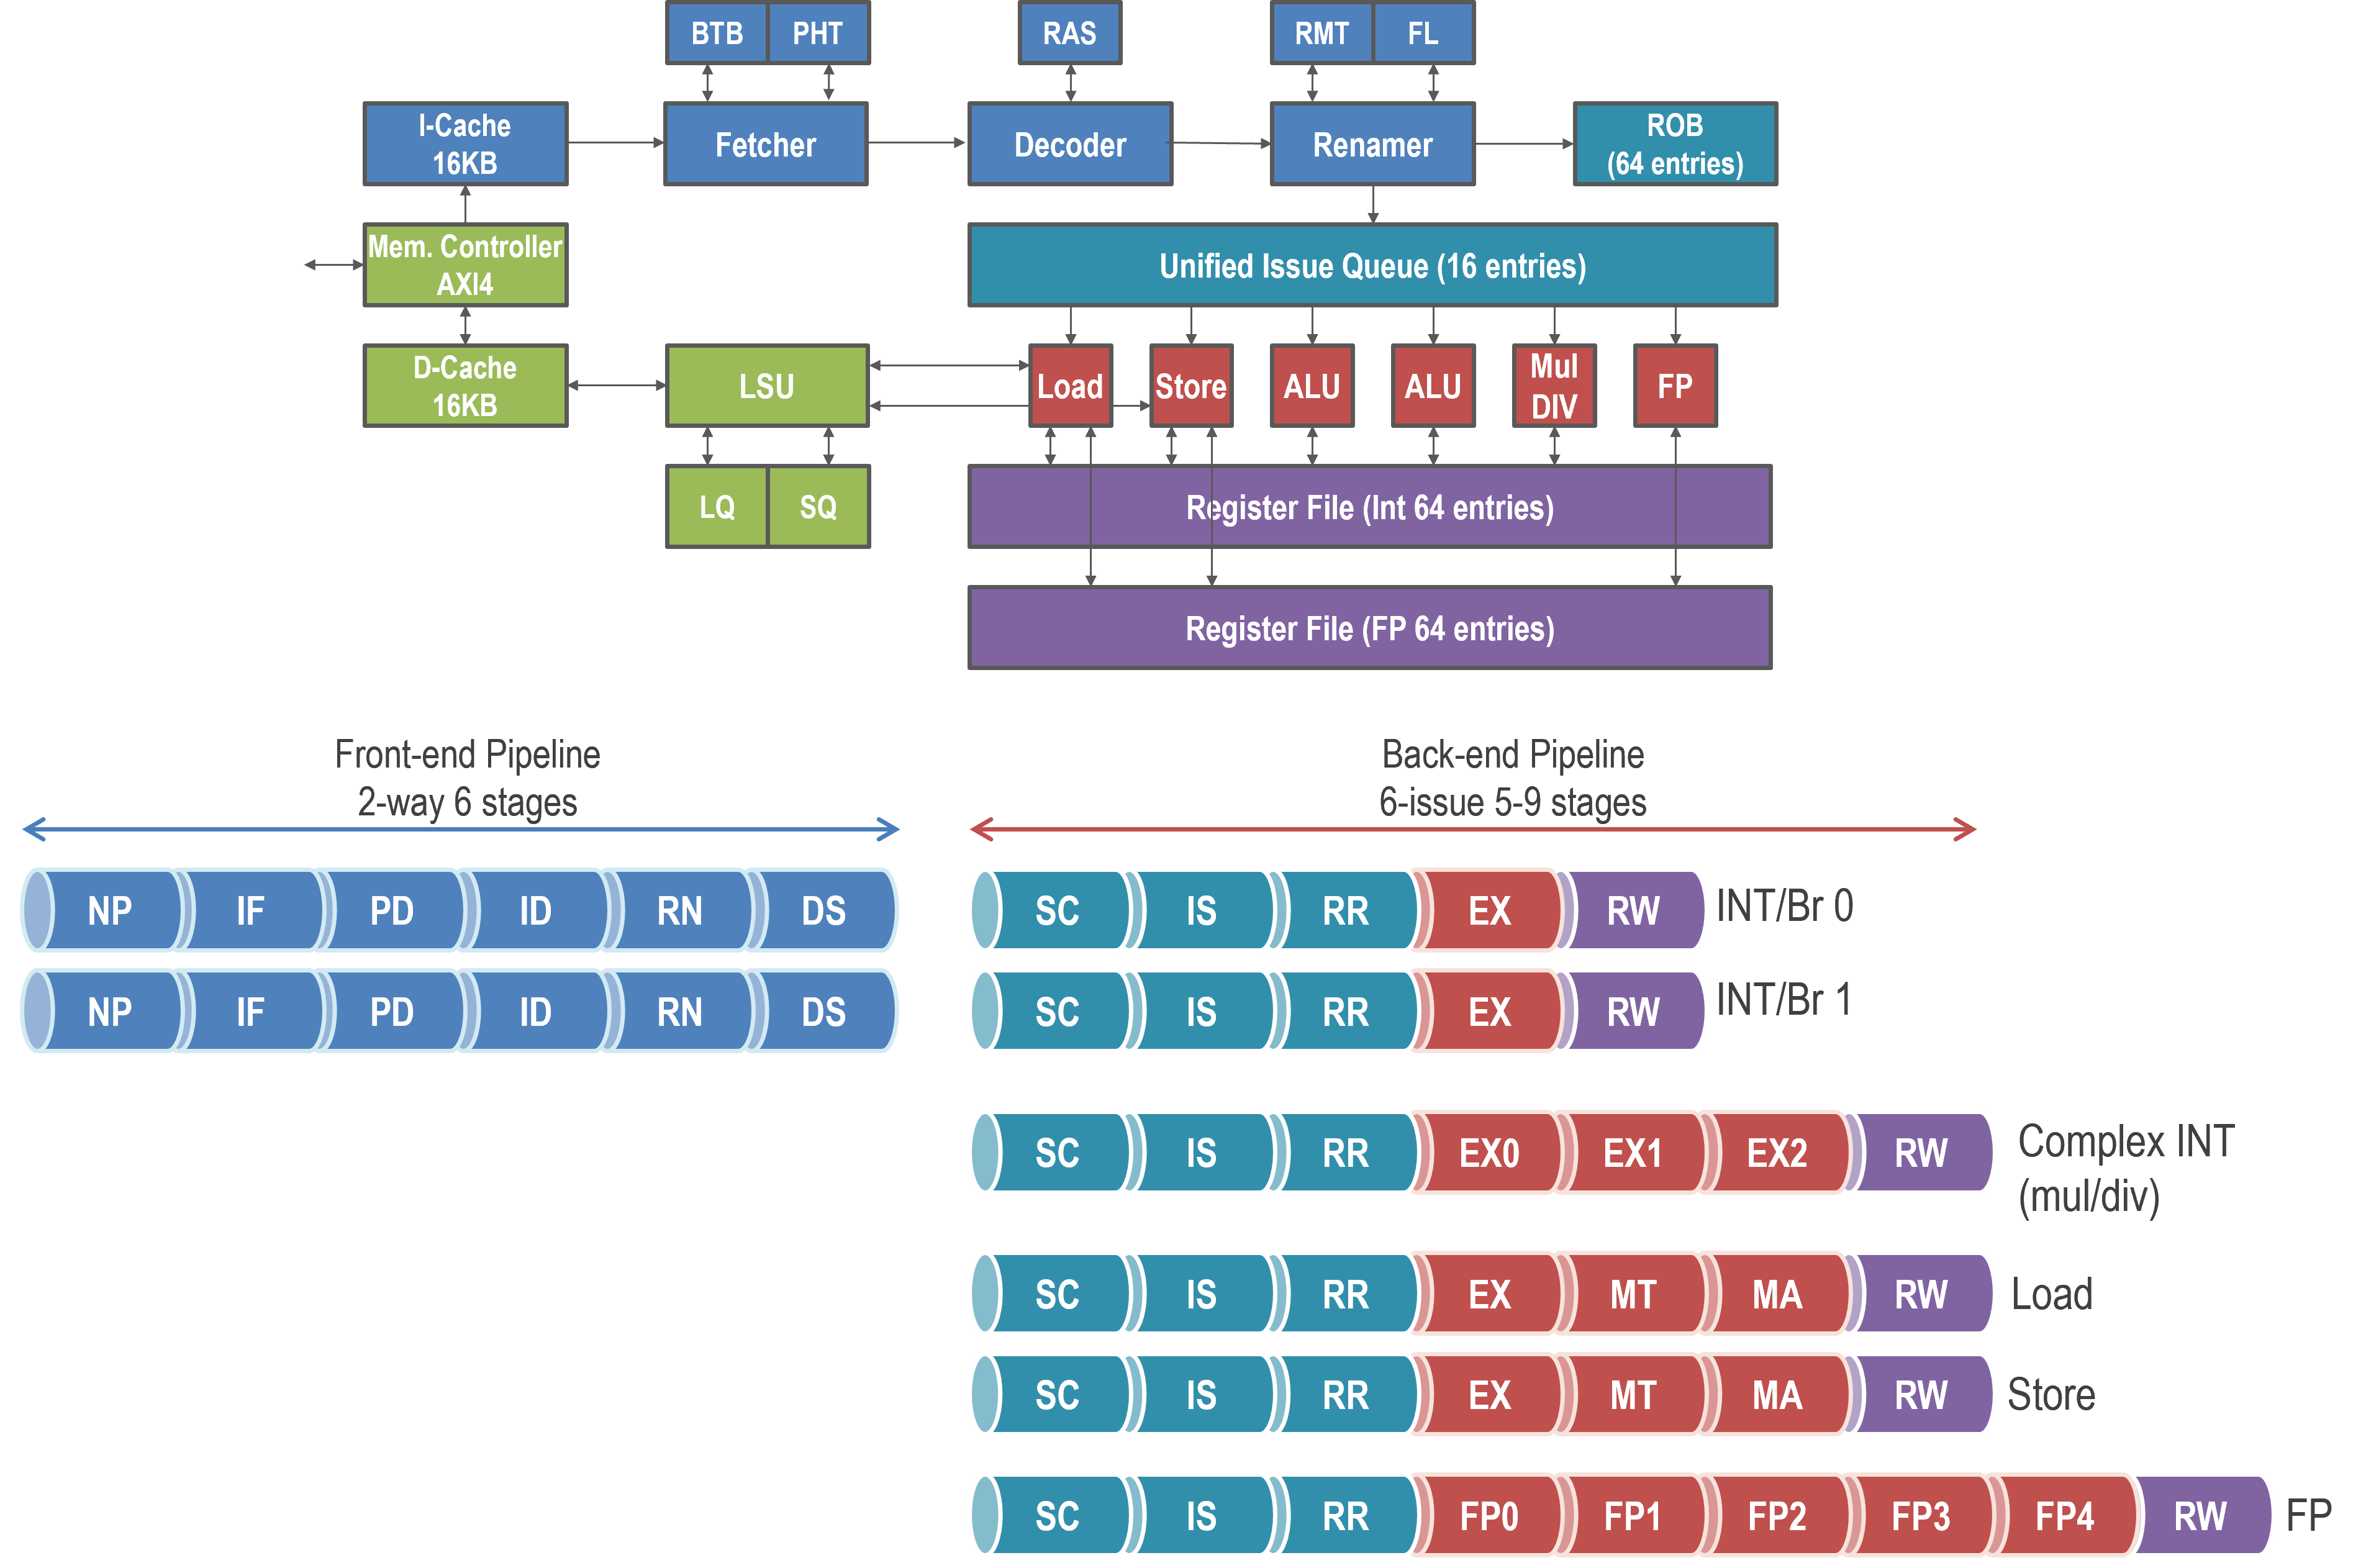 BTB PHT
RAS
RMT FL
I-Cache
16KB
Fetcher
Decoder
Renamer
ROB
(64 entries)
Mem. Controller
AXI4
Unified Issue Queue (16 entries)
D-Cache
16KB
LSU
Load
Store
ALU
ALU
Mul
DIV
FP
LQ SQ
Register File (Int 64 entries)
Register File (FP 64 entries)
Front-end Pipeline
2-way 6 stages
Back-end Pipeline
6-issue 5-9 stages
NP IF PD ID RN DS
SC IS RR EX RW INT/Br 0
NP IF PD ID RN DS
SC IS RR EX RW INT/Br 1
SC IS RR EX0 EX1 EX2 RW Complex INT
(mul/div)
SC IS RR EX MT MA RW Load
SC IS RR EX MT MA RW Store
SC IS RR FP0 FP1 FP2 FP3 FP4 RW FP